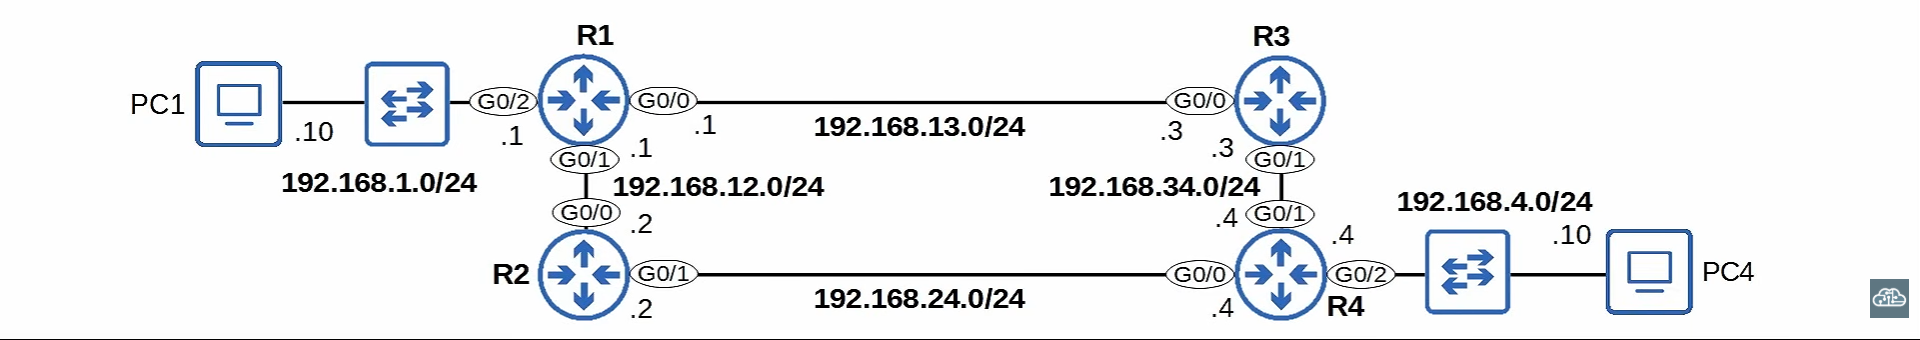 R1
R3
PC1
G0/2
G0/0
G0/0
.10
.1
.1
192.168.13.0/24
.3
.1
.3
G0/1
G0/1
192.168.1.0/24
192.168.12.0/24
192.168.34.0/24
192.168.4.0/24
G0/0
.2
.4
G0/1
.4
.10
R2
G0/1
G0/0
G0/2
PC4
192.168.24.0/24
.2
.4
R4